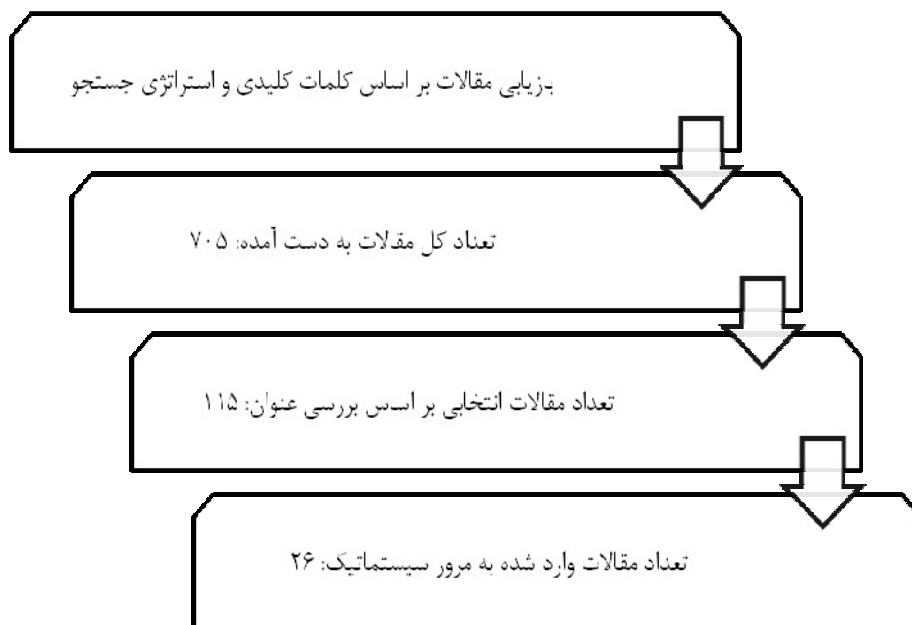 بازیابی مقالات بر اساس کلمات کلیدی و استراتژی جستجو
تعداد کل مقالات به دست آمده: ۷۰۵
تعداد مقالات انتخابی بر اساس بررسی عنوان: ۱۱۵
تعداد مقالات وارد شده به مرور سیستماتیک: ۲۶